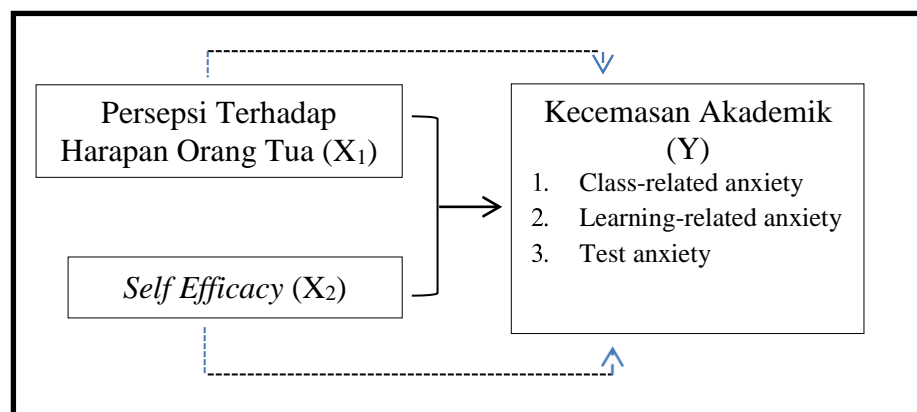 Persepsi Terhadap
Harapan Orang Tua (X₁)
Self Efficacy (X₂)
Kecemasan Akademik
(Y)
1. Class-related anxiety
2. Learning-related anxiety
3. Test anxiety